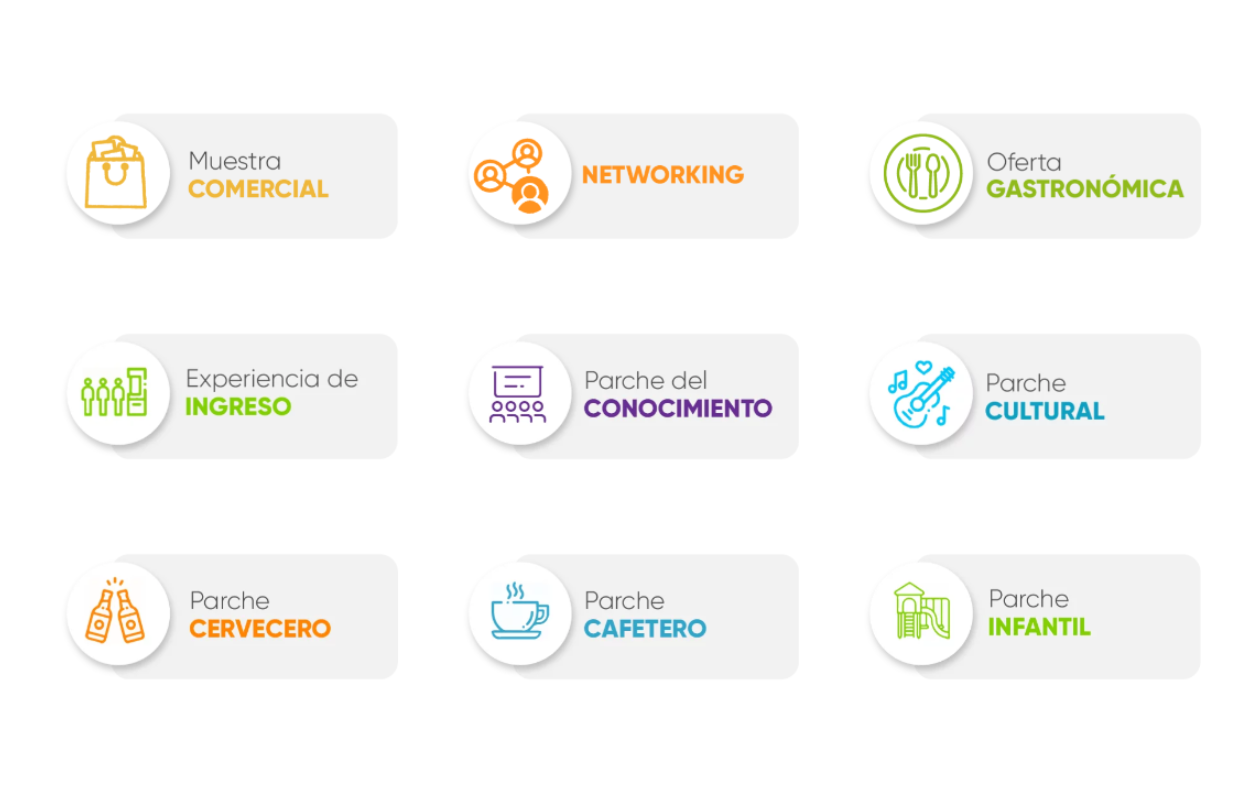 Muestra
COMERCIAL
NETWORKING
Oferta
GASTRONÓMICA
Experiencia de
INGRESO
Parche del
CONOCIMIENTO
Parche
CULTURAL
Parche
CERVECERO
Parche
CAFETERO
Parche
INFANTIL